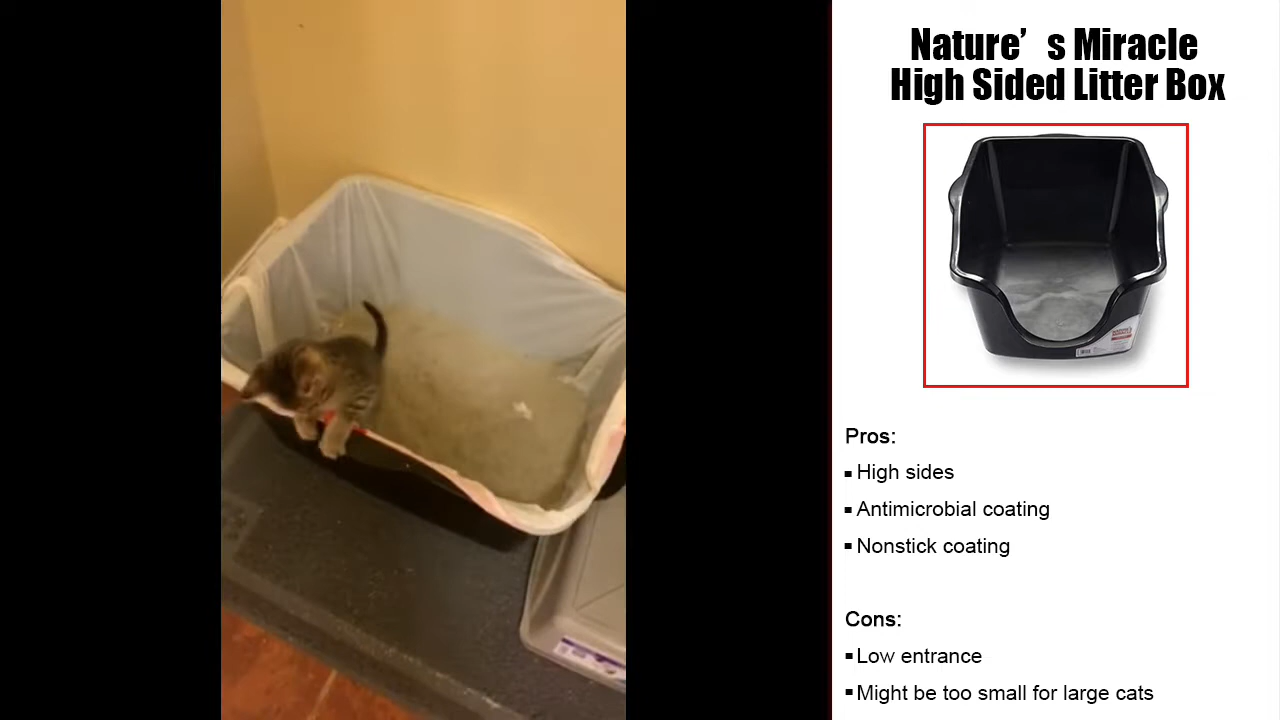 Nature’s Miracle
High Sided Litter Box
Pros:
▪ High sides
▪ Antimicrobial coating
▪ Nonstick coating
Cons:
▪ Low entrance
▪ Might be too small for large cats